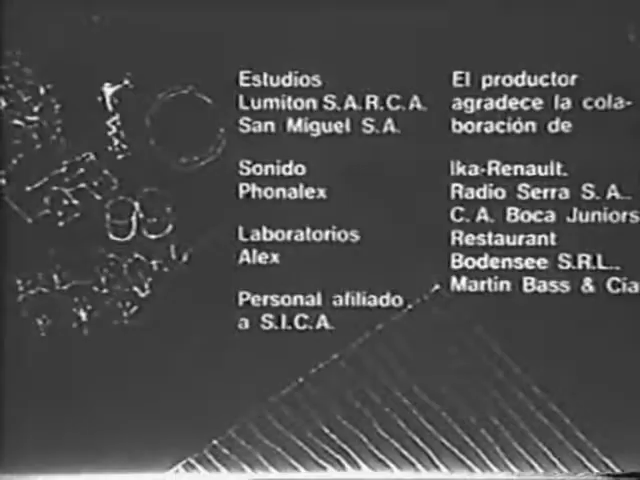 Estudios
Lumiton S.A.R.C.A.
San Miguel S.A.
Sonido
Phonalex
Laboratorios
Alex
Personal afiliado
a S.I.C.A.
El productor
agradece la cola-
boración de
Ika-Renault.
Radio Serra S. A..
C. A. Boca Juniors
Restaurant
Bodensee S.R.L..
Martin Bass & Cia